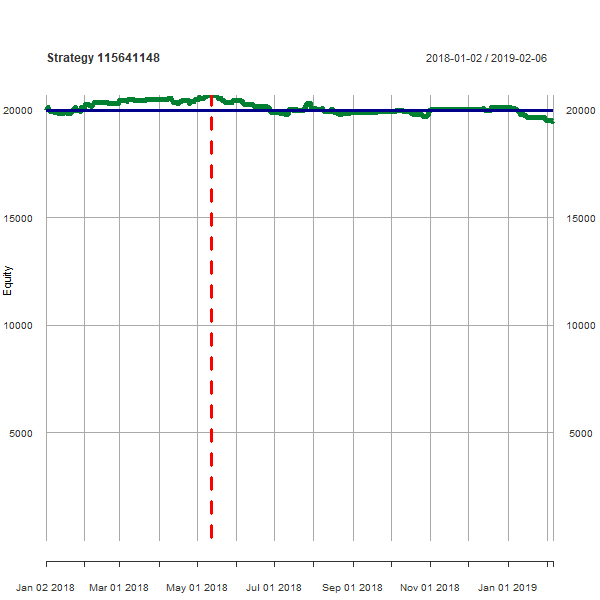 Strategy 115641148
2018-01-02 / 2019-02-06
20000
20000
15000
15000
Equity
10000
10000
5000
5000
Jan 02 2018
Mar 01 2018
May 01 2018
Jul 01 2018
Sep 01 2018
Nov 01 2018
Jan 01 2019